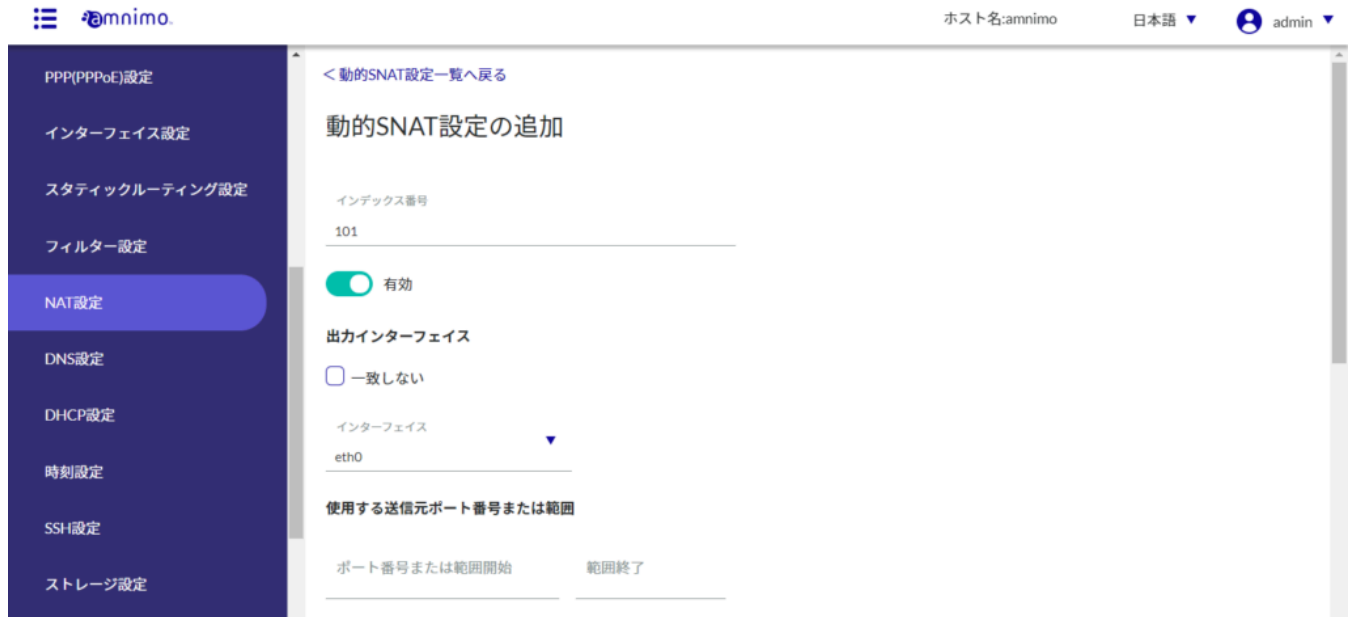 amnimo
ホスト名:amnimo
日本語 ▼
admin ▼
PPP(PPPoE)設定
インターフェイス設定
スタティックルーティング設定
フィルター設定
NAT設定
DNS設定
DHCP設定
時刻設定
SSH設定
ストレージ設定
<動的SNAT設定一覧へ戻る
動的SNAT設定の追加
インデックス番号
101
有効
出力インターフェイス
一致しない
インターフェイス
eth0
使用する送信元ポート番号または範囲
ポート番号または範囲開始
範囲終了